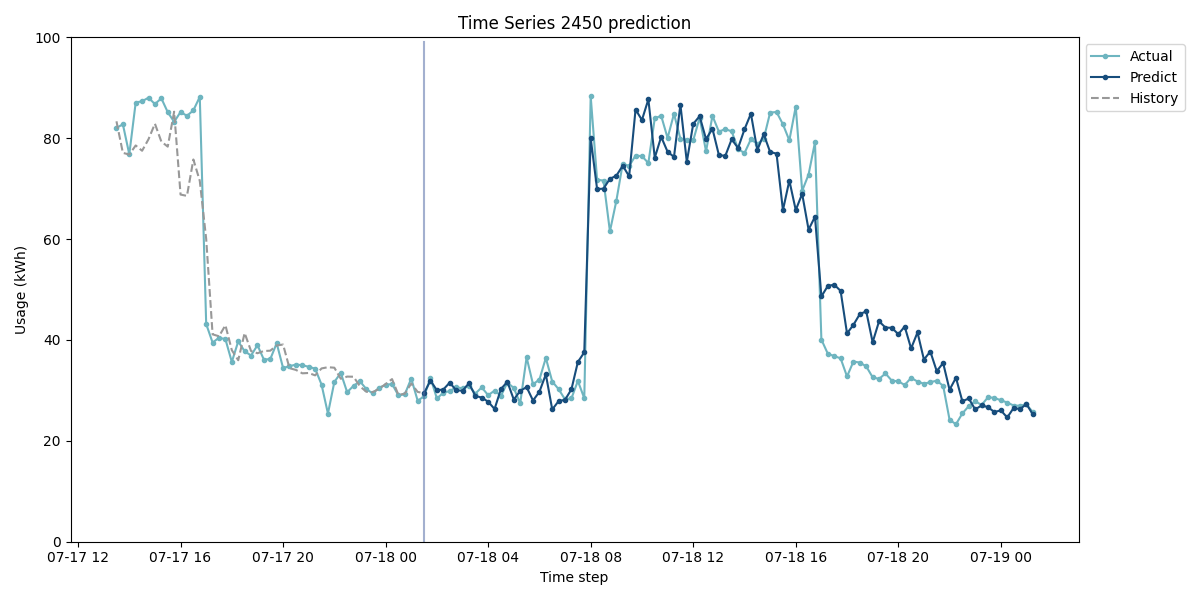 Time Series 2450 prediction
Usage (kWh)
100
80
60
40
20
0
07-17 12
07-17 16
07-17 20
07-18 00
07-18 04
07-18 08
07-18 12
07-18 16
07-18 20
07-19 00
Time step
Actual
Predict
History